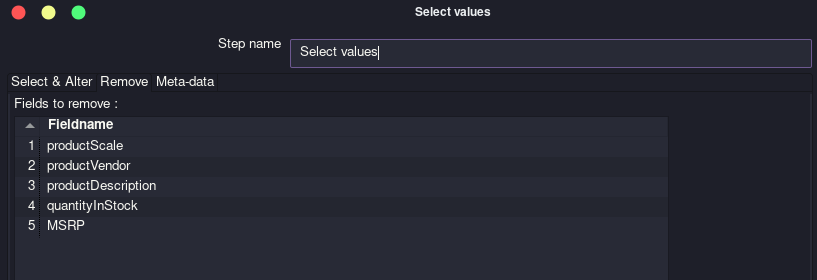 Select values
Step name Select values
Select & Alter Remove Meta-data
Fields to remove :
Fieldname
1 productScale
2 productVendor
3 productDescription
4 quantityInStock
5 MSRP